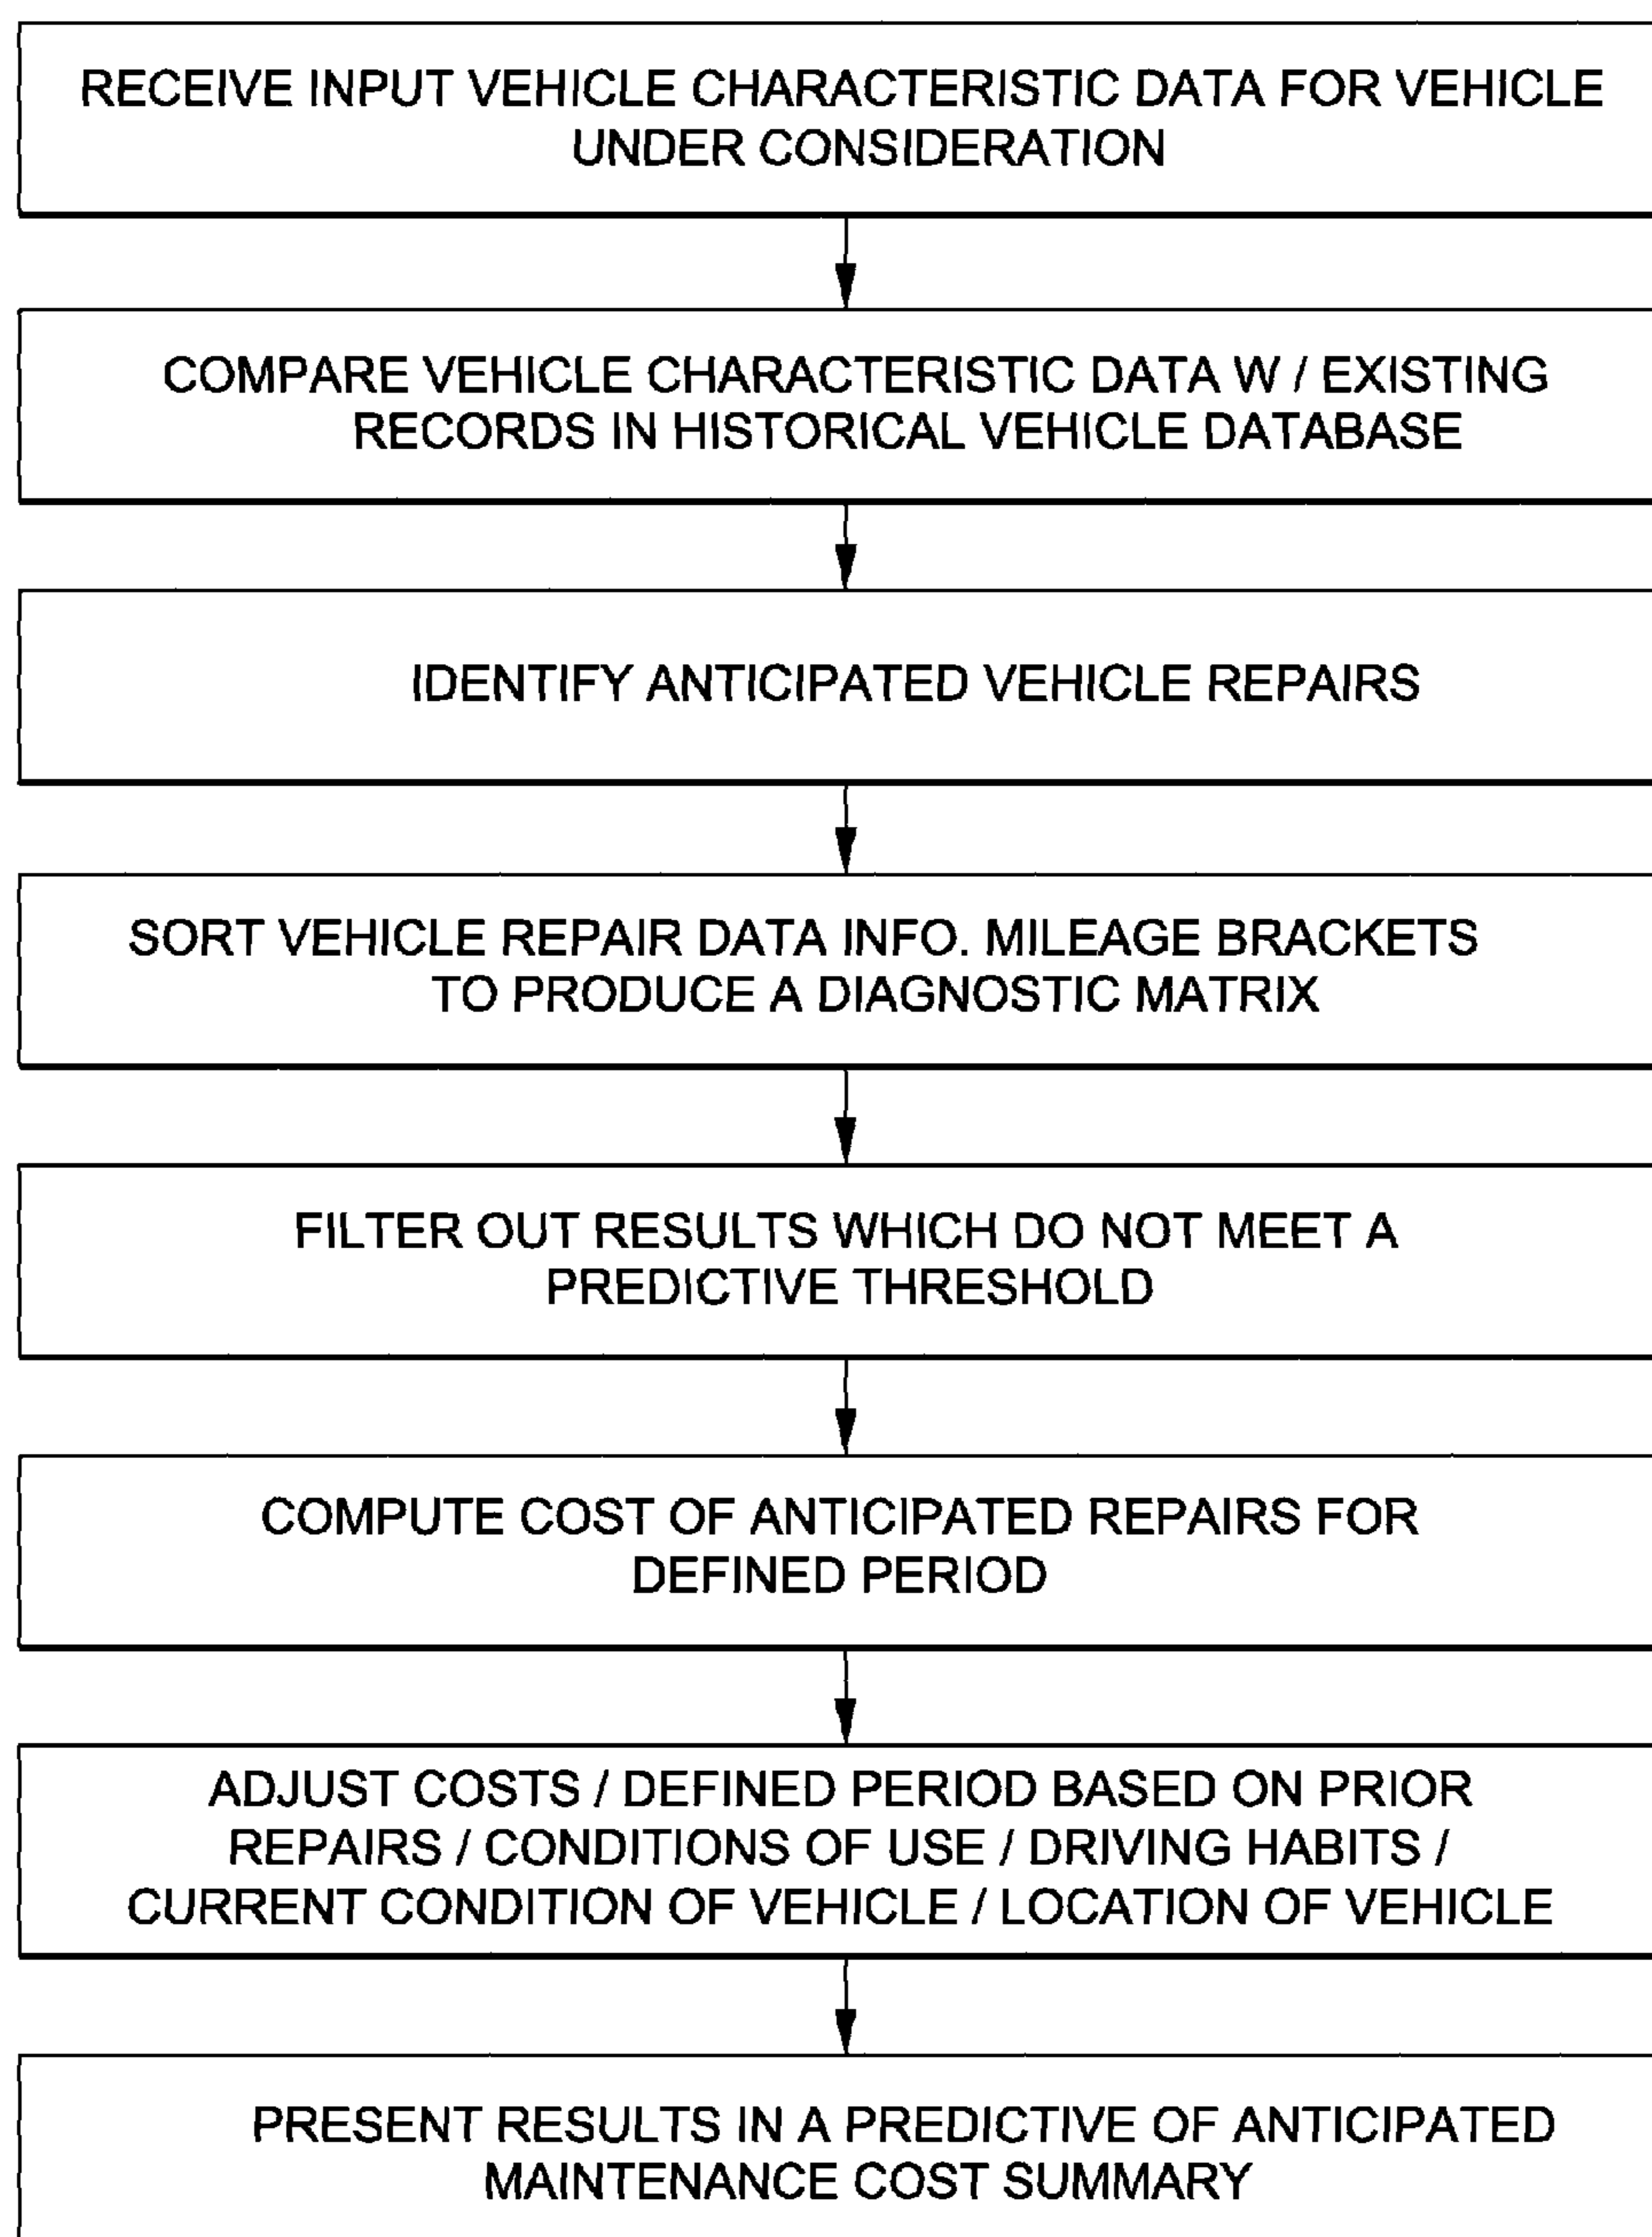 RECEIVE INPUT VEHICLE CHARACTERISTIC DATA FOR VEHICLE
UNDER CONSIDERATION
COMPARE VEHICLE CHARACTERISTIC DATA W / EXISTING
RECORDS IN HISTORICAL VEHICLE DATABASE
IDENTIFY ANTICIPATED VEHICLE REPAIRS
SORT VEHICLE REPAIR DATA INFO. MILEAGE BRACKETS
TO PRODUCE A DIAGNOSTIC MATRIX
FILTER OUT RESULTS WHICH DO NOT MEET A
PREDICTIVE THRESHOLD
COMPUTE COST OF ANTICIPATED REPAIRS FOR
DEFINED PERIOD
ADJUST COSTS / DEFINED PERIOD BASED ON PRIOR
REPAIRS / CONDITIONS OF USE / DRIVING HABITS /
CURRENT CONDITION OF VEHICLE / LOCATION OF VEHICLE
PRESENT RESULTS IN A PREDICTIVE OF ANTICIPATED
MAINTENANCE COST SUMMARY